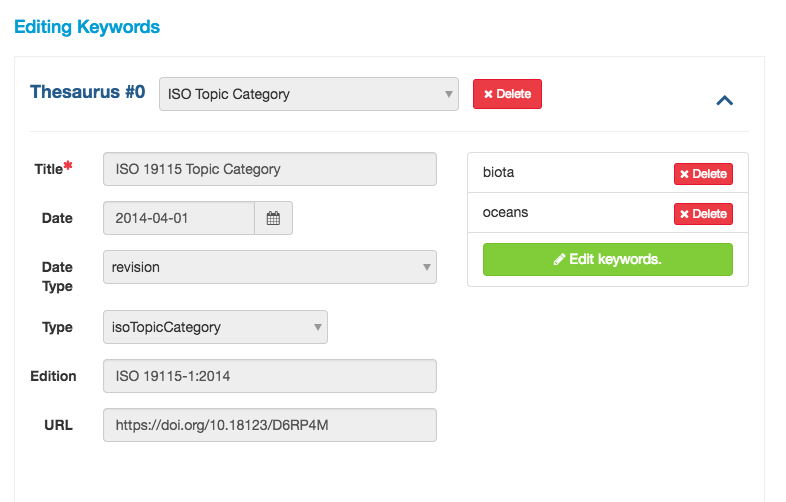 Editing Keywords
Thesaurus #0 ISO Topic Category Delete
Title* ISO 19115 Topic Category
Date 2014-04-01
Date Type revision
Type isoTopicCategory
Edition ISO 19115-1:2014
URL https://doi.org/10.18123/D6RP4M
biota Delete
oceans Delete
Edit keywords.